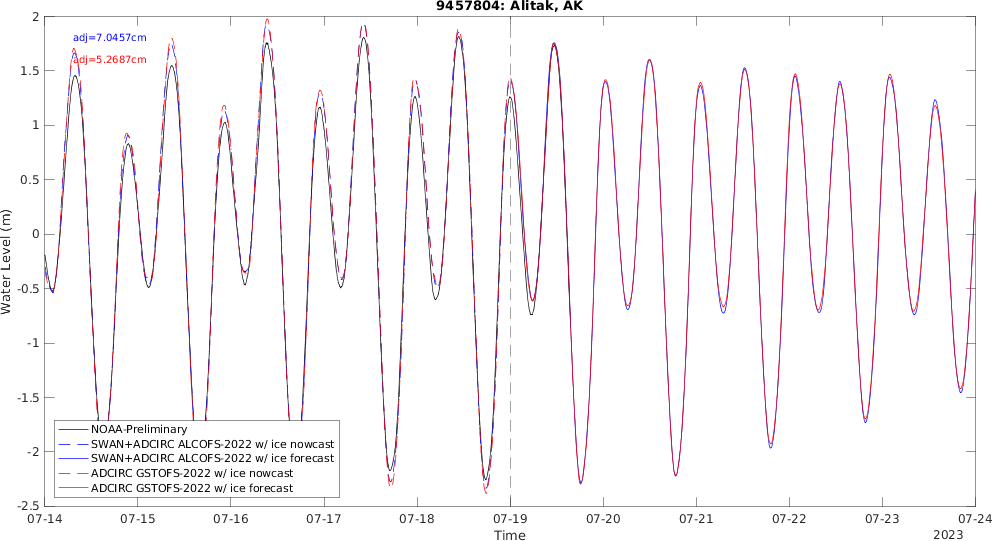 9457804: Alitak, AK
adj=7.0457cm
adj=5.2687cm
Water Level (m)
2
1.5
1
0.5
0
-0.5
-1
-1.5
-2
-2.5
NOAA-Preliminary
SWAN+ADCIRC ALCOFS-2022 w/ ice nowcast
SWAN+ADCIRC ALCOFS-2022 w/ ice forecast
ADCIRC GSTOFS-2022 w/ ice nowcast
ADCIRC GSTOFS-2022 w/ ice forecast
07-14 07-15 07-16 07-17 07-18 07-19 07-20 07-21 07-22 07-23 07-24
Time
2023